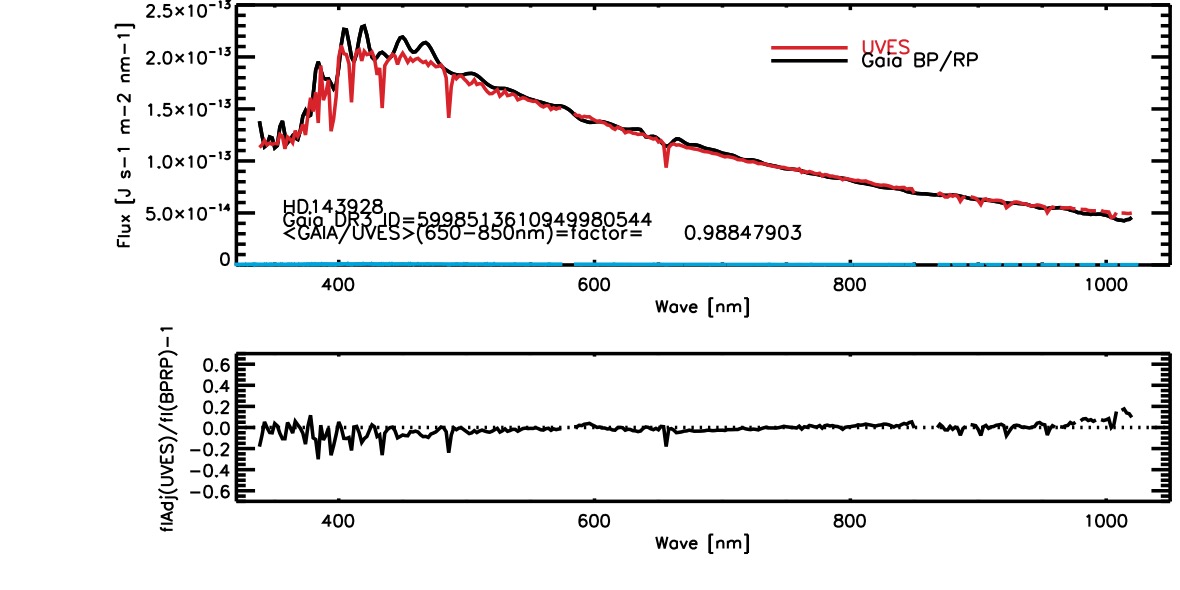 2.5×10−13
2.0×10−13
1.5×10−13
1.0×10−13
5.0×10−14
0
Flux [J s−1 m−2 nm−1]
UVES
Gaia BP/RP
HD143928
Gaia DR3 ID=5998513610949980544
<GAIA/UVES>(650−850nm)=factor= 0.98847903
400 600 800 1000
Wave [nm]
flAdj(UVES)/fl(BPRP)−1
0.6
0.4
0.2
0.0
−0.2
−0.4
−0.6
400 600 800 1000
Wave [nm]